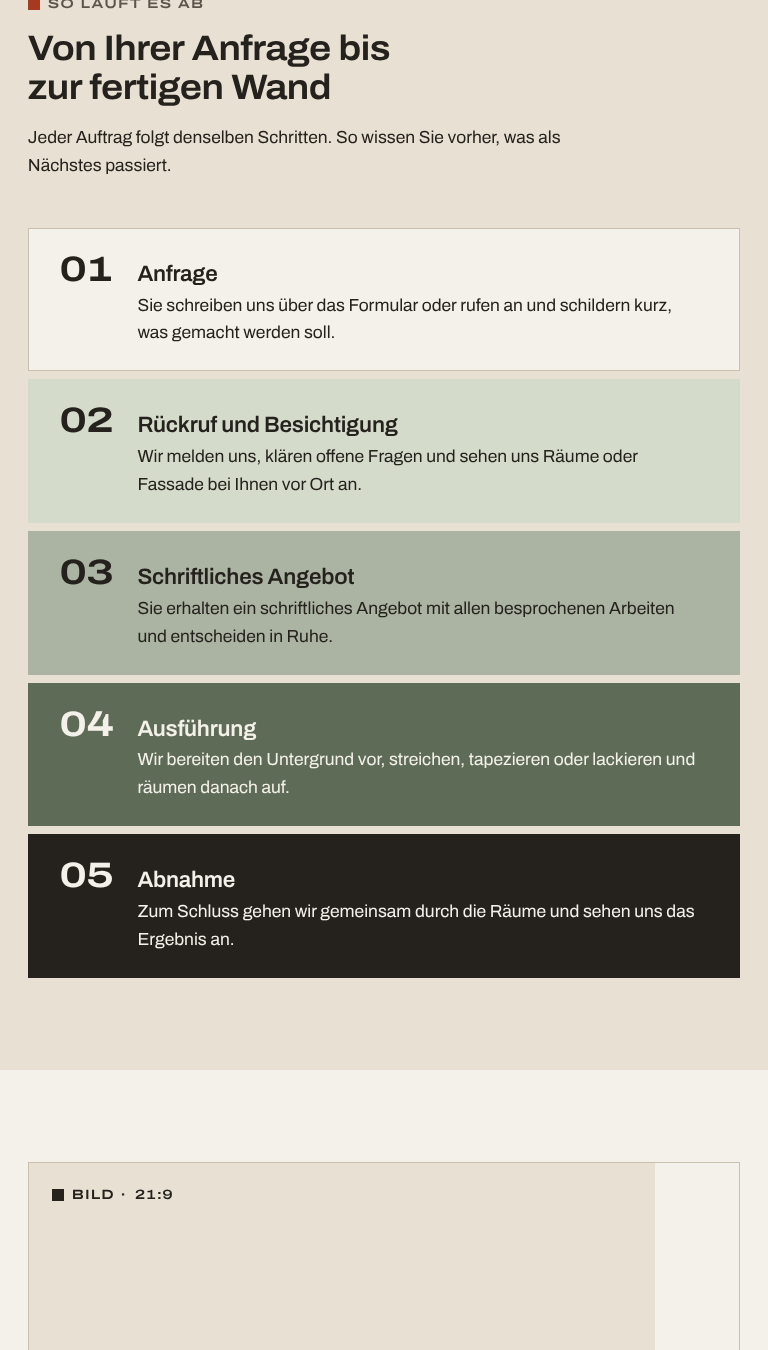 SO LÄUFT ES AB
Von Ihrer Anfrage bis
zur fertigen Wand
Jeder Auftrag folgt denselben Schritten. So wissen Sie vorher, was als
Nächstes passiert.
01
Anfrage
Sie schreiben uns über das Formular oder rufen an und schildern kurz,
was gemacht werden soll.
02
Rückruf und Besichtigung
Wir melden uns, klären offene Fragen und sehen uns Räume oder
Fassade bei Ihnen vor Ort an.
03
Schriftliches Angebot
Sie erhalten ein schriftliches Angebot mit allen besprochenen Arbeiten
und entscheiden in Ruhe.
04
Ausführung
Wir bereiten den Untergrund vor, streichen, tapezieren oder lackieren und
räumen danach auf.
05
Abnahme
Zum Schluss gehen wir gemeinsam durch die Räume und sehen uns das
Ergebnis an.
BILD · 21:9